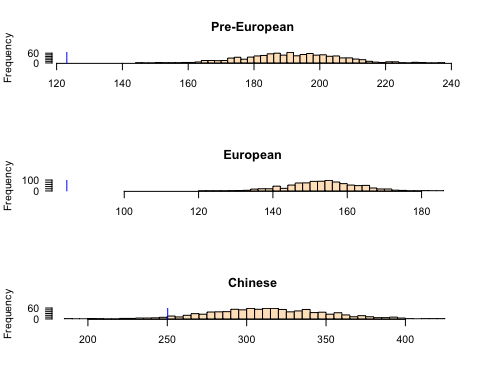 Pre-European
Frequency
60
0
120 140 160 180 200 220 240
European
Frequency
100
0
100 120 140 160 180
Chinese
Frequency
60
0
200 250 300 350 400